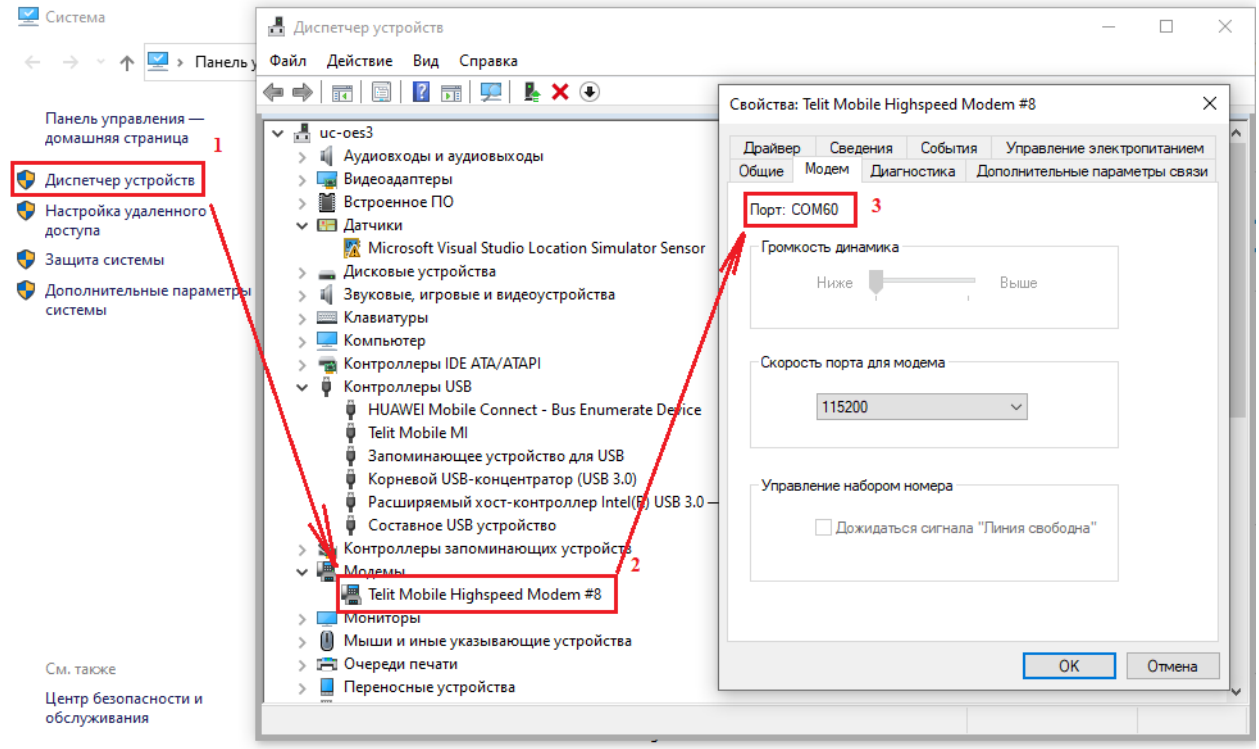 Система
Панель у
Панель управления —
домашняя страница
1
Диспетчер устройств
Настройка удаленного
доступа
Защита системы
Дополнительные параметры
системы
См. также
Центр безопасности и
обслуживания
Диспетчер устройств
Файл Действие Вид Справка
uc-oes3
Аудиовходы и аудиовыходы
Видеоадаптеры
Встроенное ПО
Датчики
Microsoft Visual Studio Location Simulator Sensor
Дисковые устройства
Звуковые, игровые и видеоустройства
Клавиатуры
Компьютер
Контроллеры IDE ATA/ATAPI
Контроллеры USB
HUAWEI Mobile Connect - Bus Enumerate Device
Telit Mobile MI
Запоминающее устройство для USB
Корневой USB-концентратор (USB 3.0)
Расширяемый хост-контроллер Intel(R) USB 3.0 —
Составное USB устройство
Контроллеры запоминающих устройств
Модемы
2
Telit Mobile Highspeed Modem #8
Мониторы
Мыши и иные указывающие устройства
Очереди печати
Переносные устройства
Свойства: Telit Mobile Highspeed Modem #8
Драйвер Сведения События Управление электропитанием
Общие Модем Диагностика Дополнительные параметры связи
Порт: COM60
3
Громкость динамика
Ниже Выше
Скорость порта для модема
115200
Управление набором номера
Дожидаться сигнала "Линия свободна"
OK Отмена